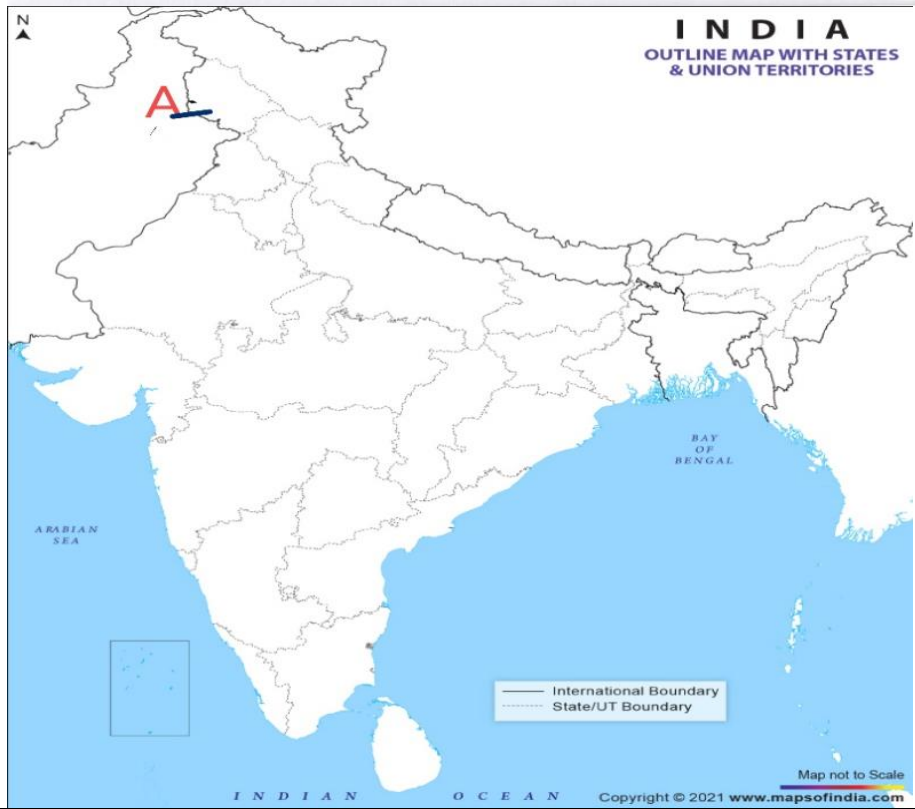 N
I N D I A
OUTLINE MAP WITH STATES
& UNION TERRITORIES
A
BAY
OF
BENGAL
ARABIAN
SEA
International Boundary
State/UT Boundary
Map not to Scale
INDIAN OCEAN
Copyright © 2021 www.mapsofindia.com